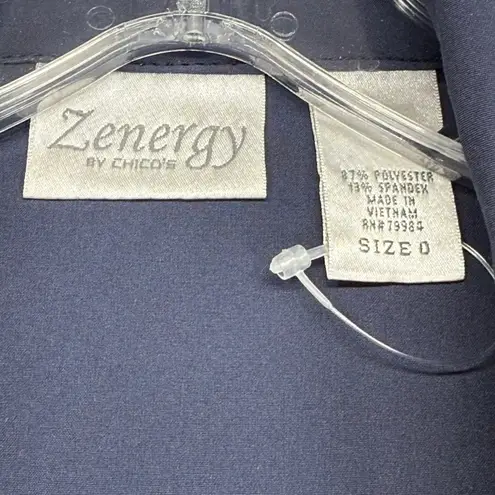 Zenergy
BY CHICO'S
87% POLYESTER
13% SPANDEX
MADE IN
VIETNAM
RN#79984
SIZE 0